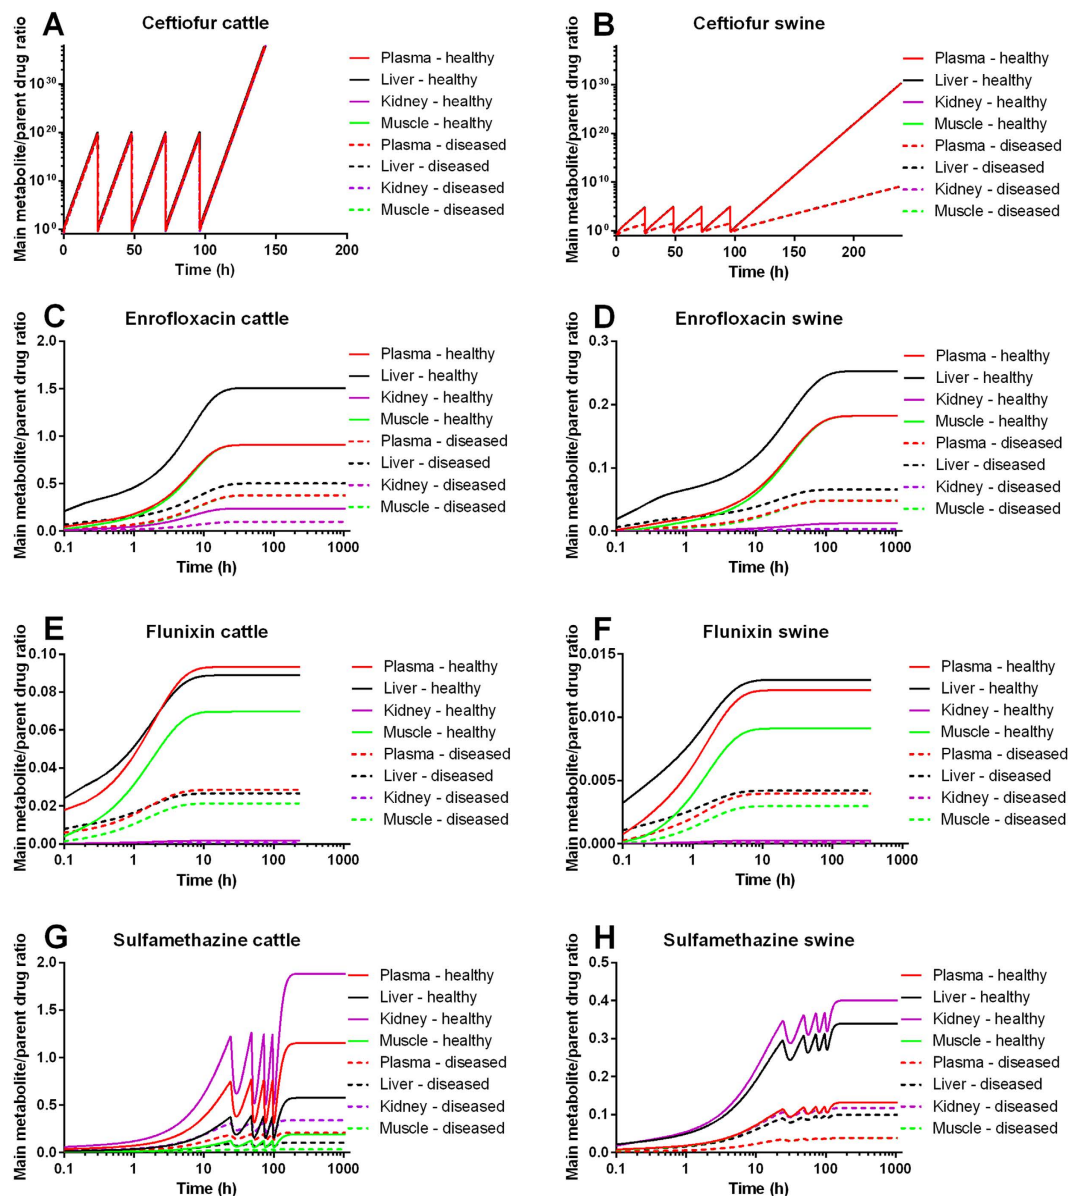 A
Ceftiofur cattle
Main metabolite/parent drug ratio
10^30
10^20
10^10
10^0
0 50 100 150 200
Time (h)
Plasma - healthy
Liver - healthy
Kidney - healthy
Muscle - healthy
Plasma - diseased
Liver - diseased
Kidney - diseased
Muscle - diseased
B
Ceftiofur swine
Main metabolite/parent drug ratio
10^30
10^20
10^10
10^0
0 50 100 150 200
Time (h)
Plasma - healthy
Liver - healthy
Kidney - healthy
Muscle - healthy
Plasma - diseased
Liver - diseased
Kidney - diseased
Muscle - diseased
C
Enrofloxacin cattle
Main metabolite/parent drug ratio
2.0
1.5
1.0
0.5
0.0
0.1 1 10 100 1000
Time (h)
Plasma - healthy
Liver - healthy
Kidney - healthy
Muscle - healthy
Plasma - diseased
Liver - diseased
Kidney - diseased
Muscle - diseased
D
Enrofloxacin swine
Main metabolite/parent drug ratio
0.3
0.2
0.1
0.0
0.1 1 10 100 1000
Time (h)
Plasma - healthy
Liver - healthy
Kidney - healthy
Muscle - healthy
Plasma - diseased
Liver - diseased
Kidney - diseased
Muscle - diseased
E
Flunixin cattle
Main metabolite/parent drug ratio
0.10
0.08
0.06
0.04
0.02
0.00
0.1 1 10 100 1000
Time (h)
Plasma - healthy
Liver - healthy
Kidney - healthy
Muscle - healthy
Plasma - diseased
Liver - diseased
Kidney - diseased
Muscle - diseased
F
Flunixin swine
Main metabolite/parent drug ratio
0.015
0.010
0.005
0.000
0.1 1 10 100 1000
Time (h)
Plasma - healthy
Liver - healthy
Kidney - healthy
Muscle - healthy
Plasma - diseased
Liver - diseased
Kidney - diseased
Muscle - diseased
G
Sulfamethazine cattle
Main metabolite/parent drug ratio
2.0
1.5
1.0
0.5
0.0
0.1 1 10 100 1000
Time (h)
Plasma - healthy
Liver - healthy
Kidney - healthy
Muscle - healthy
Plasma - diseased
Liver - diseased
Kidney - diseased
Muscle - diseased
H
Sulfamethazine swine
Main metabolite/parent drug ratio
0.5
0.4
0.3
0.2
0.1
0.0
0.1 1 10 100 1000
Time (h)
Plasma - healthy
Liver - healthy
Kidney - healthy
Muscle - healthy
Plasma - diseased
Liver - diseased
Kidney - diseased
Muscle - diseased